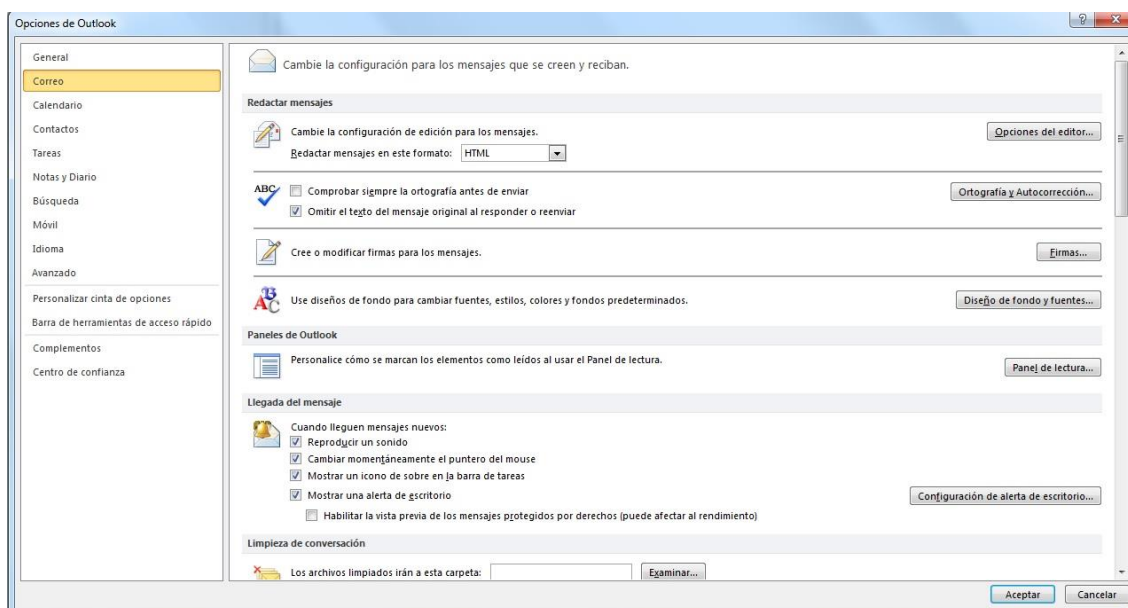 Opciones de Outlook
General
Correo
Calendario
Contactos
Tareas
Notas y Diario
Búsqueda
Móvil
Idioma
Avanzado
Personalizar cinta de opciones
Barra de herramientas de acceso rápido
Complementos
Centro de confianza
Cambie la configuración para los mensajes que se creen y reciban.
Redactar mensajes
Cambie la configuración de edición para los mensajes.
Opciones del editor...
Redactar mensajes en este formato: HTML
ABC
Comprobar siempre la ortografía antes de enviar
Ortografía y Autocorrección...
Omitir el texto del mensaje original al responder o reenviar
Cree o modificar firmas para los mensajes.
Firmas...
Use diseños de fondo para cambiar fuentes, estilos, colores y fondos predeterminados.
Diseño de fondo y fuentes...
Paneles de Outlook
Personalice cómo se marcan los elementos como leídos al usar el Panel de lectura.
Panel de lectura...
Llegada del mensaje
Cuando lleguen mensajes nuevos:
Reproducir un sonido
Cambiar momentáneamente el puntero del mouse
Mostrar un icono de sobre en la barra de tareas
Mostrar una alerta de escritorio
Configuración de alerta de escritorio...
Habilitar la vista previa de los mensajes protegidos por derechos (puede afectar al rendimiento)
Limpieza de conversación
Los archivos limpiados irán a esta carpeta:
Examinar...
Aceptar
Cancelar